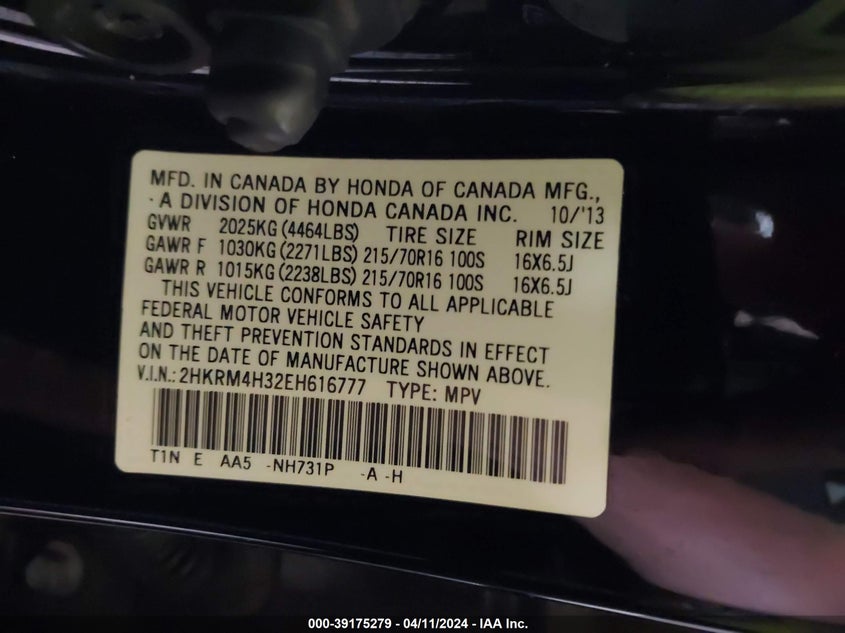 MFD. IN CANADA BY HONDA OF CANADA MFG.,
A DIVISION OF HONDA CANADA INC. 10/'13
GVWR 2025KG (4464LBS) TIRE SIZE RIM SIZE
GAWR F 1030KG (2271LBS) 215/70R16 100S 16X6.5J
GAWR R 1015KG (2238LBS) 215/70R16 100S 16X6.5J
THIS VEHICLE CONFORMS TO ALL APPLICABLE
FEDERAL MOTOR VEHICLE SAFETY
AND THEFT PREVENTION STANDARDS IN EFFECT
ON THE DATE OF MANUFACTURE SHOWN ABOVE.
V.I.N.: 2HKRM4H32EH616777 TYPE: MPV
T1N E AA5 -NH731P -A -H
000-39175279 - 04/11/2024 - IAA Inc.